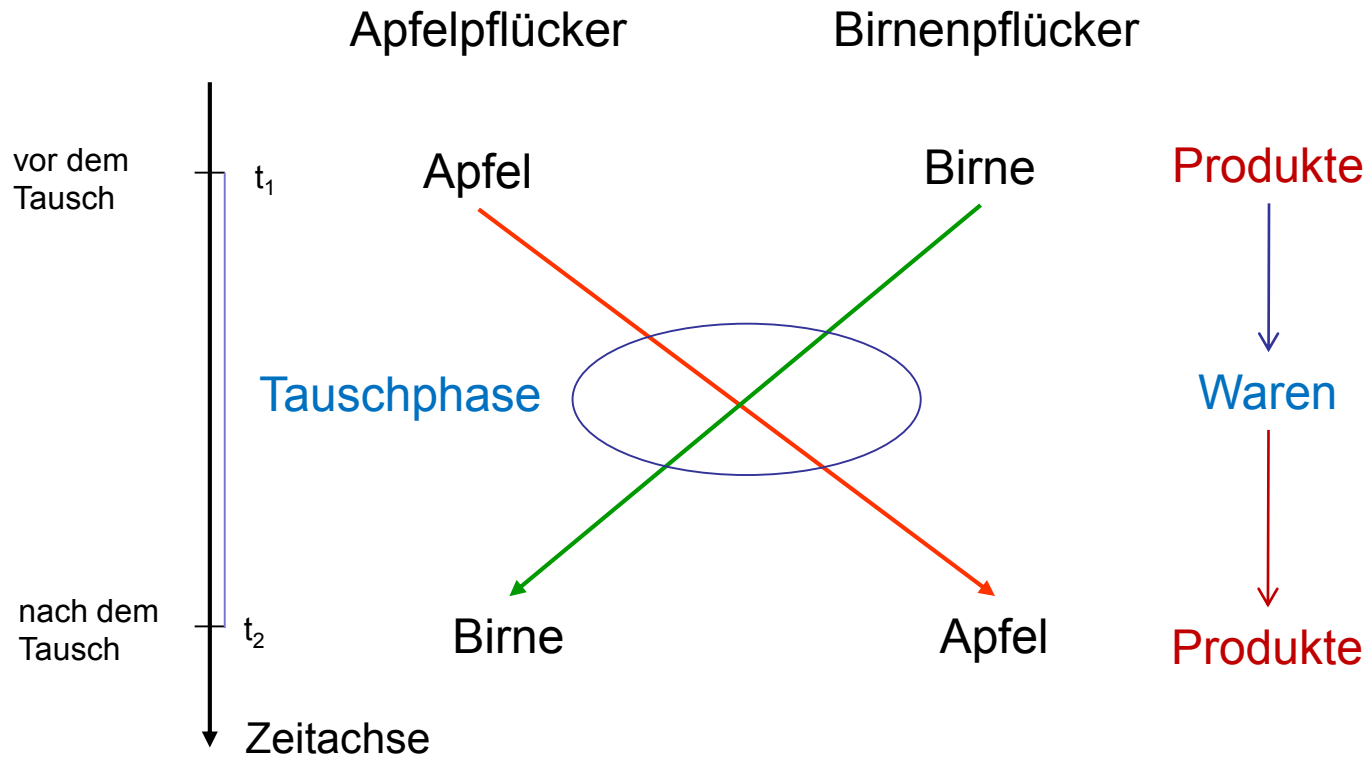 Apfelpflücker Birnenpflücker
vor dem
Tausch
t₁
Apfel
Birne
Produkte
Tauschphase
Waren
nach dem
Tausch
t₂
Birne
Apfel
Produkte
Zeitachse